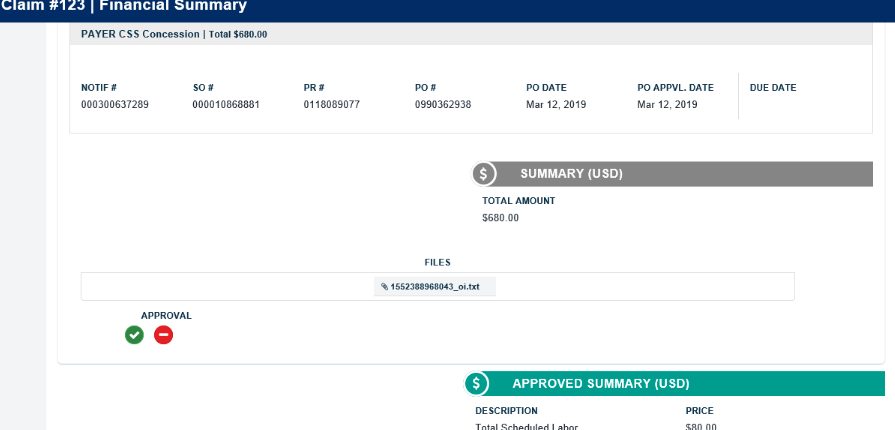 Claim #123 | Financial Summary
PAYER CSS Concession | Total $680.00
NOTIF # SO # PR # PO # PO DATE PO APPVL. DATE DUE DATE
000300637289 000010868881 0118089077 0990362938 Mar 12, 2019 Mar 12, 2019
$ SUMMARY (USD)
TOTAL AMOUNT
$680.00
FILES
1552388968043_oi.txt
APPROVAL
$ APPROVED SUMMARY (USD)
DESCRIPTION PRICE
Total Scheduled Labor $80.00